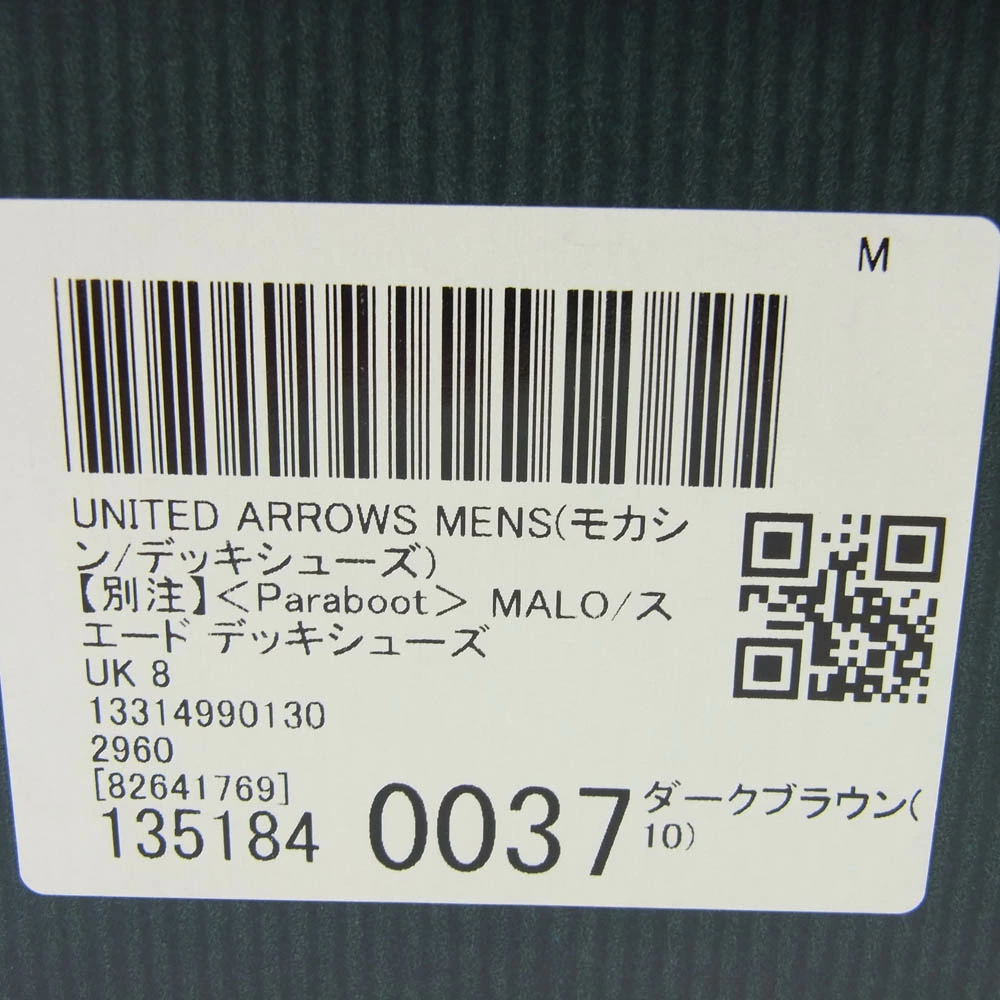 M
UNITED ARROWS MENS(モカシ
ン/デッキシューズ)
【別注】<Paraboot> MALO/ス
エード デッキシューズ
UK 8
13314990130
2960
[82641769]
135184 0037 ダークブラウン(
10)